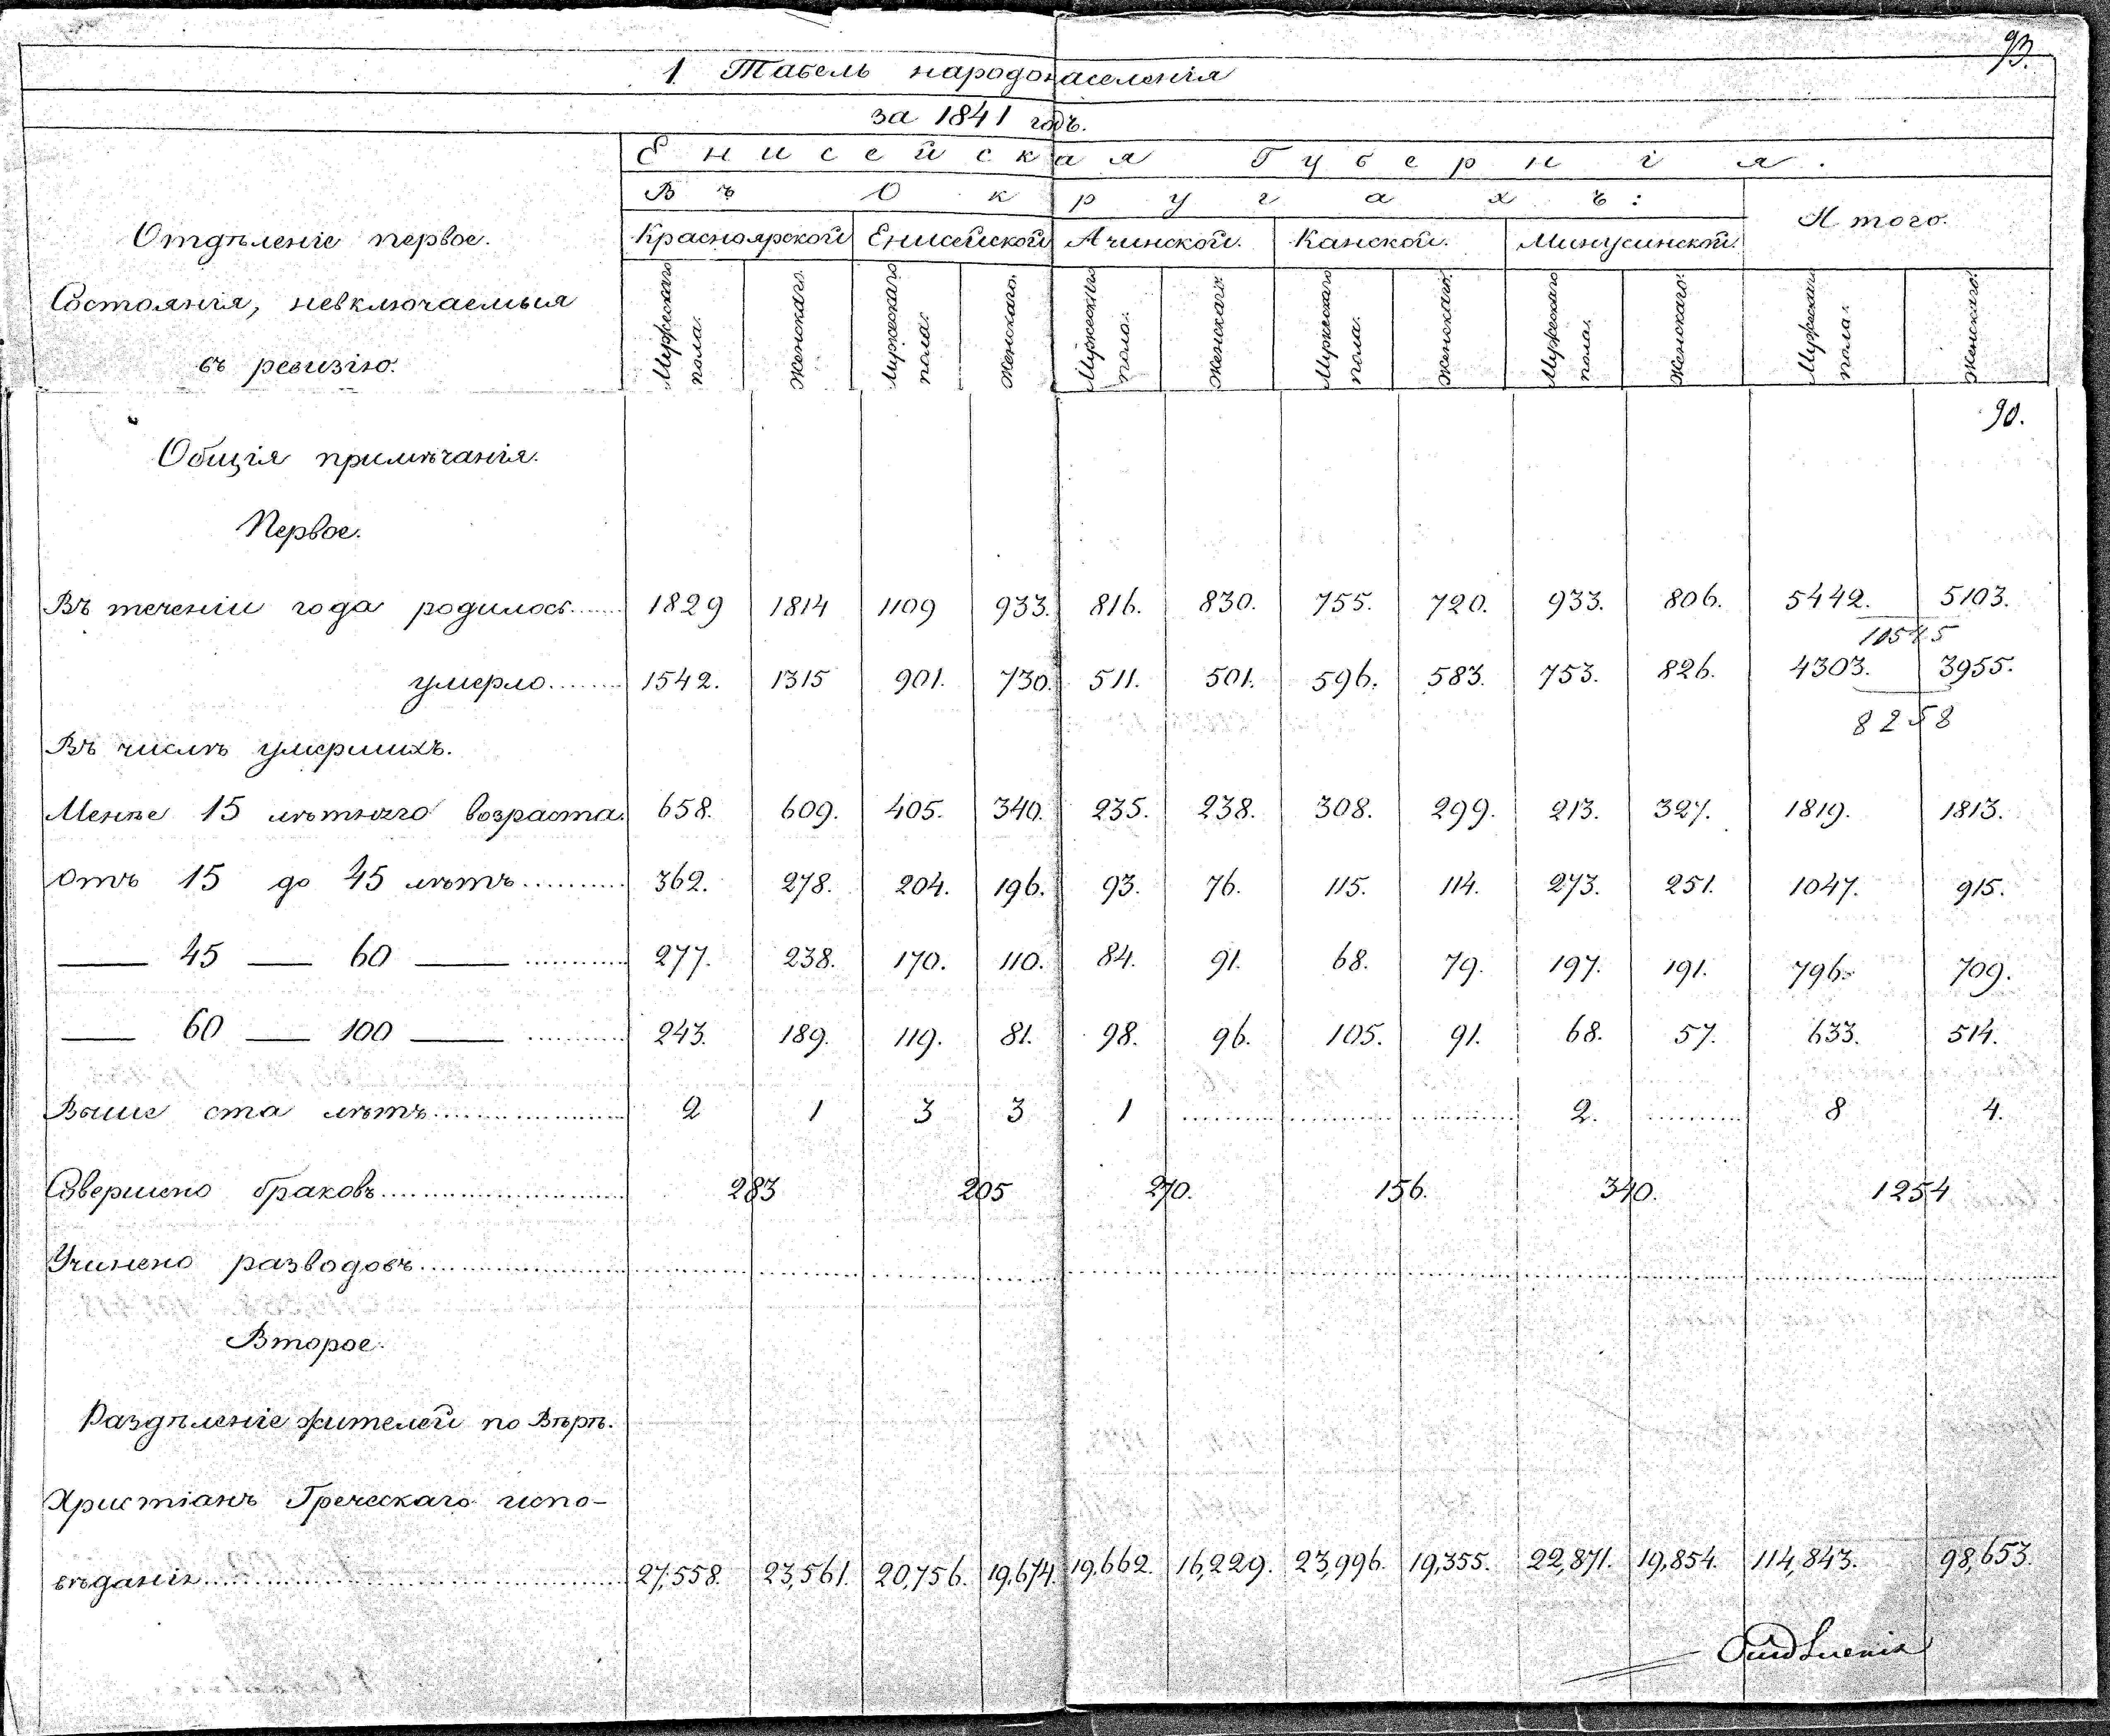 93.
1. Табель народонаселенія
за 1841 годъ.
Енисейская Губернія.
Въ Округахъ:
Отдѣленіе первое.
Состоянія, невключаемыя
въ ревизію.
Красноярской Енисейской Ачинской. Канской. Минусинской. Итого.
Мужескаго пола. Женскаго. Мужескаго пола. Женскаго. Мужескаго пола. Женскаго. Мужескаго пола. Женскаго. Мужескаго пола. Женскаго. Мужескаго пола. Женскаго.
90.
Общія примѣчанія.
Первое.
Въ теченіи года родилось 1829 1814 1109 933. 816. 830. 755. 720. 933. 806. 5442. 5103.
10545
умерло 1542. 1315 901. 730. 511. 501. 596. 583. 753. 826. 4303. 3955.
8258
Въ числѣ умершихъ.
Менѣе 15 лѣтняго возраста. 658. 609. 405. 340. 235. 238. 308. 299. 213. 327. 1819. 1813.
отъ 15 до 45 лѣтъ 362. 278. 204. 196. 93. 76. 115. 114. 273. 251. 1047. 915.
— 45 — 60 — 277. 238. 170. 110. 84. 91. 68. 79. 197. 191. 796. 709.
— 60 — 100 — 243. 189. 119. 81. 98. 96. 105. 91. 68. 57. 633. 514.
Выше ста лѣтъ 2 1 3 3 1 2. 8 4.
Совершено браковъ 283 205 270. 156. 340. 1254
Учинено разводовъ
Второе.
Раздѣленіе жителей по Вѣрѣ.
Христіанъ Греческаго испо-
вѣданія 27,558. 23,561. 20,756. 19,674. 19,662. 16,229. 23,996. 19,355. 22,871. 19,854. 114,843. 98,653.